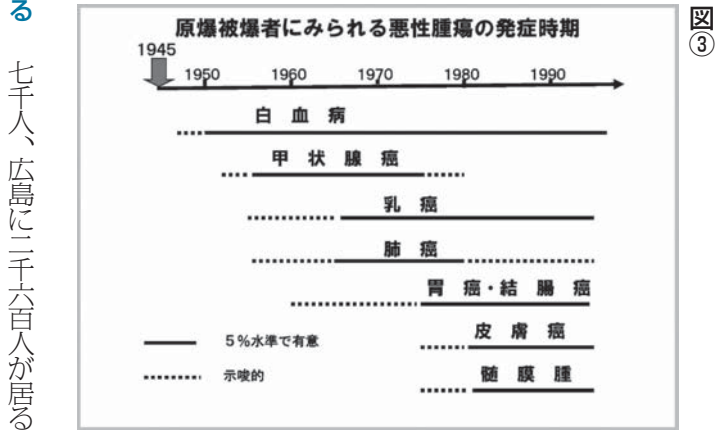 図③
原爆被爆者にみられる悪性腫瘍の発症時期
1945
1950 1960 1970 1980 1990
白血病
甲状腺癌
乳癌
肺癌
胃癌・結腸癌
皮膚癌
髄膜腫
5%水準で有意
示唆的
る
七千人、広島に二千六百人が居る